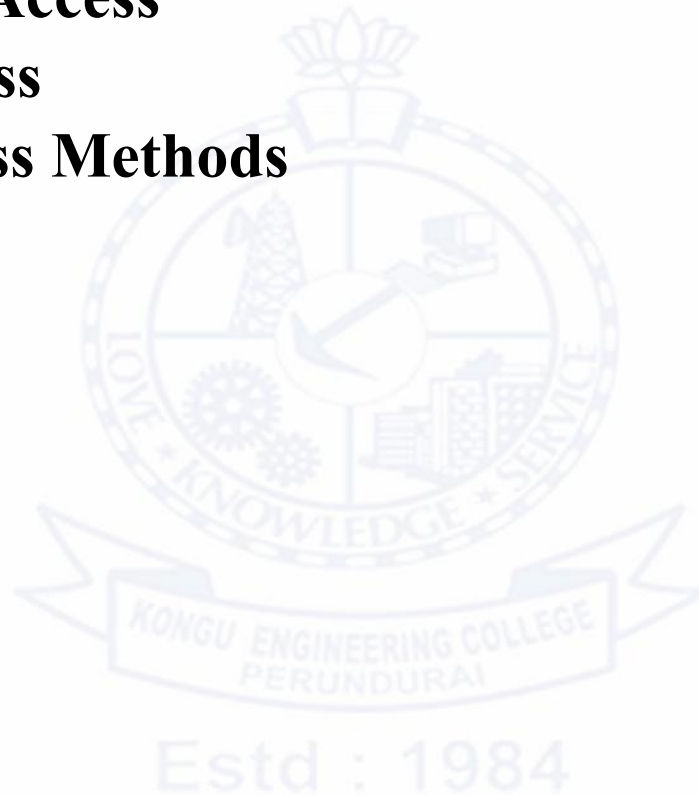 Access
ss
ss Methods
LOVE * KNOWLEDGE * SERVICE
KONGU ENGINEERING COLLEGE
PERUNDURAI
Estd : 1984